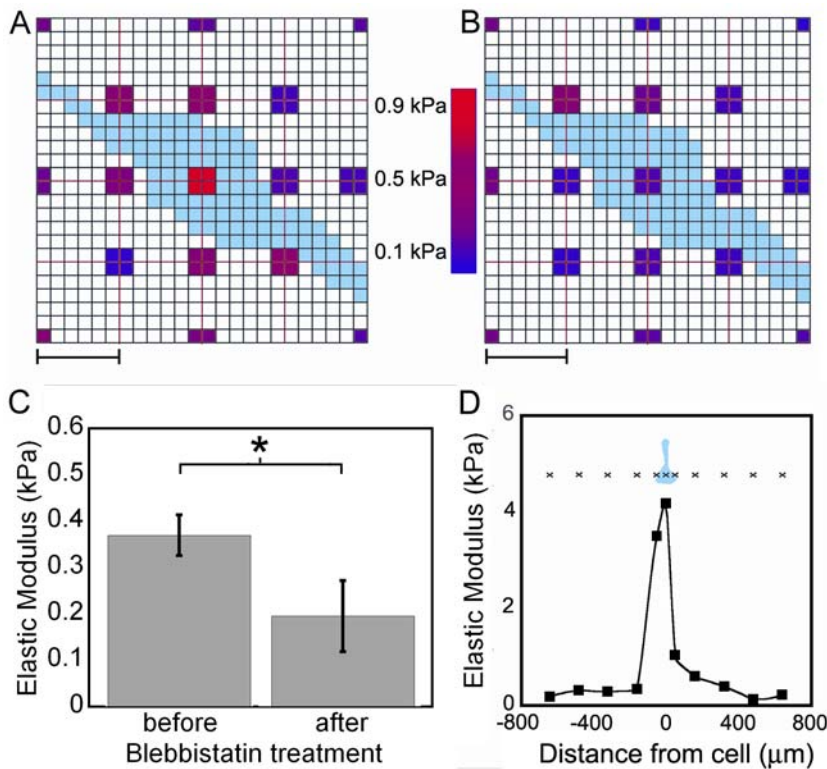 A
B
0.9 kPa
0.5 kPa
0.1 kPa
C
D
Elastic Modulus (kPa)
0.6
0.5
0.4
0.3
0.2
0.1
0
*
before after
Blebbistatin treatment
Elastic Modulus (kPa)
6
4
2
0
-800 -400 0 400 800
Distance from cell (μm)